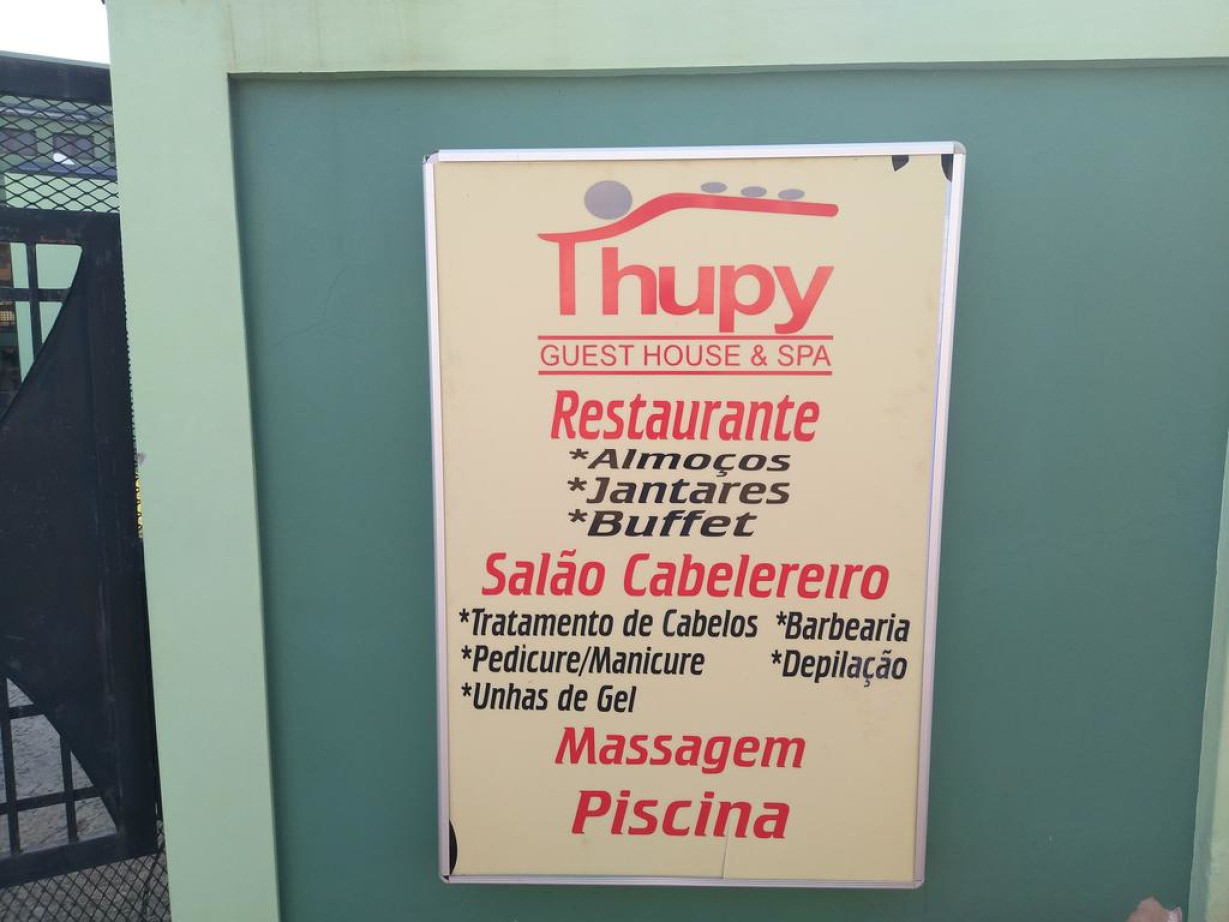 Thupy
GUEST HOUSE & SPA
Restaurante
*Almoços
*Jantares
*Buffet
Salão Cabelereiro
*Tratamento de Cabelos *Barbearia
*Pedicure/Manicure *Depilação
*Unhas de Gel
Massagem
Piscina